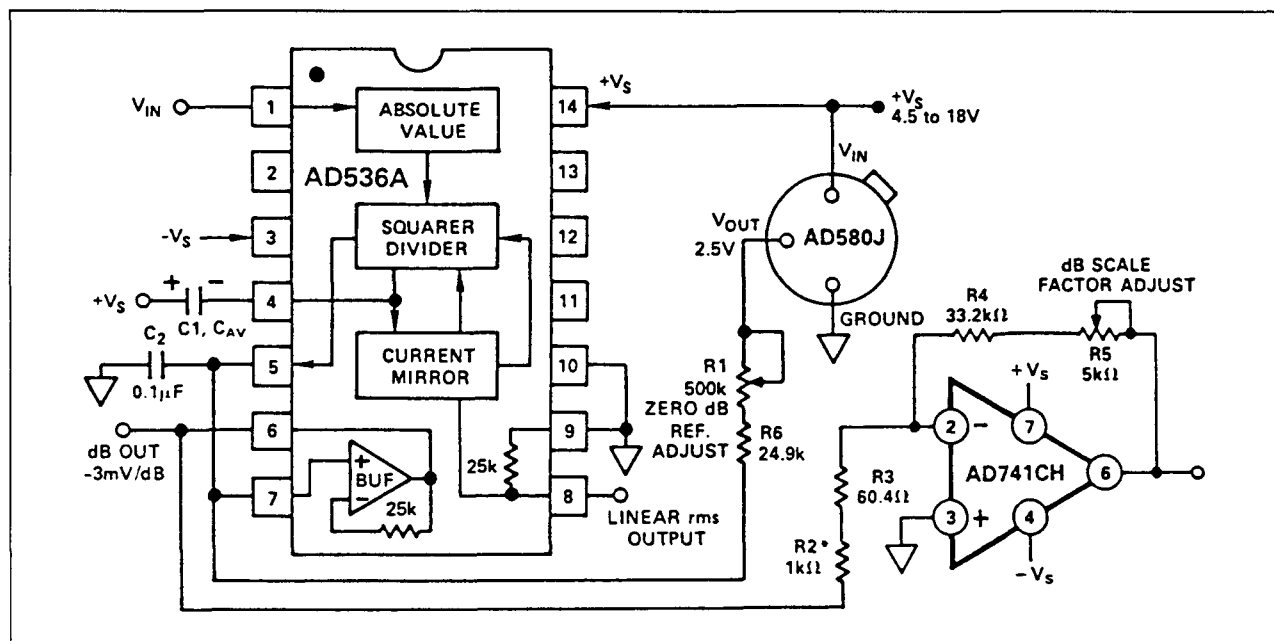 V_IN
1
2
3
4
5
6
7
14
13
12
11
10
9
8
ABSOLUTE
VALUE
AD536A
SQUARER
DIVIDER
CURRENT
MIRROR
+
BUF
−
25k
25k
-V_S
+V_S
+ −
C1, C_AV
C_2
0.1μF
dB OUT
-3mV/dB
LINEAR rms
OUTPUT
+V_S
+V_S
4.5 to 18V
V_IN
V_OUT
2.5V
AD580J
GROUND
R1
500k
ZERO dB
REF.
ADJUST
R6
24.9k
dB SCALE
FACTOR ADJUST
R4
33.2kΩ
R5
5kΩ
+V_S
7
2 −
AD741CH
6
3 +
4
-V_S
R3
60.4Ω
R2*
1kΩ